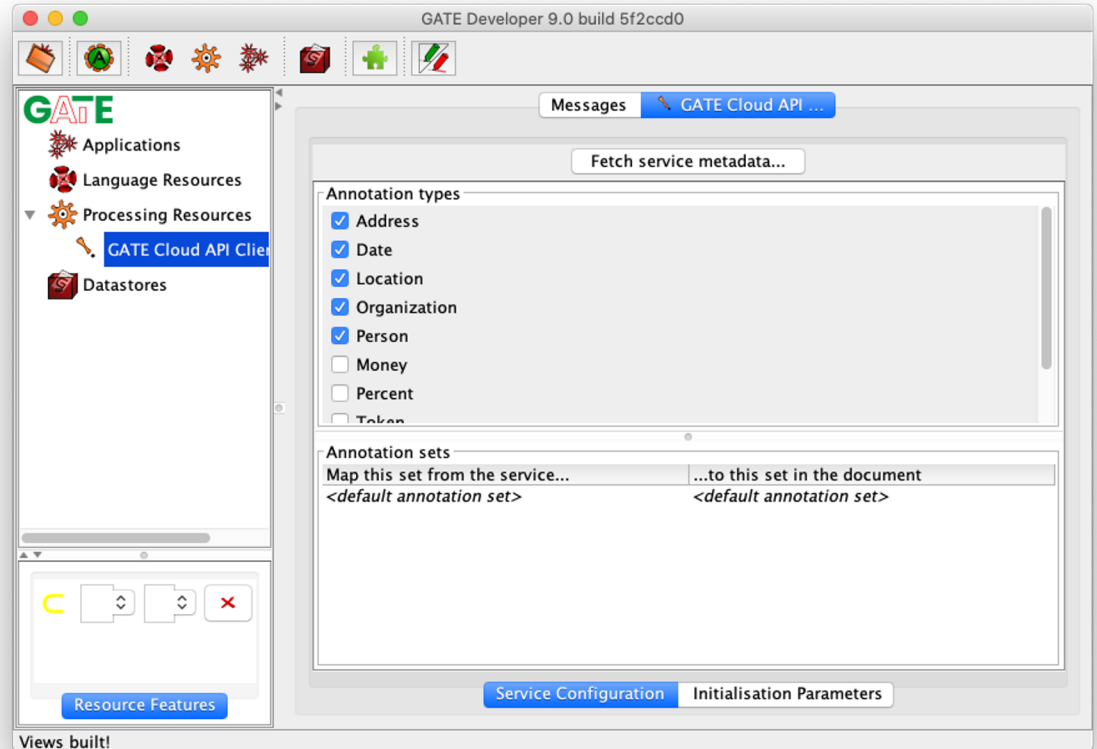 GATE Developer 9.0 build 5f2ccd0
GATE
Applications
Language Resources
Processing Resources
GATE Cloud API Clier
Datastores
Resource Features
Views built!
Messages
GATE Cloud API ...
Fetch service metadata...
Annotation types
Address
Date
Location
Organization
Person
Money
Percent
Token
Annotation sets
Map this set from the service... ...to this set in the document
<default annotation set> <default annotation set>
Service Configuration Initialisation Parameters